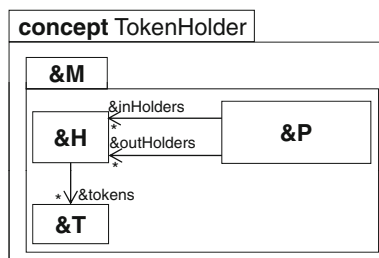 concept TokenHolder
&M
&inHolders
*
&H
&P
&outHolders
*
* &tokens
&T